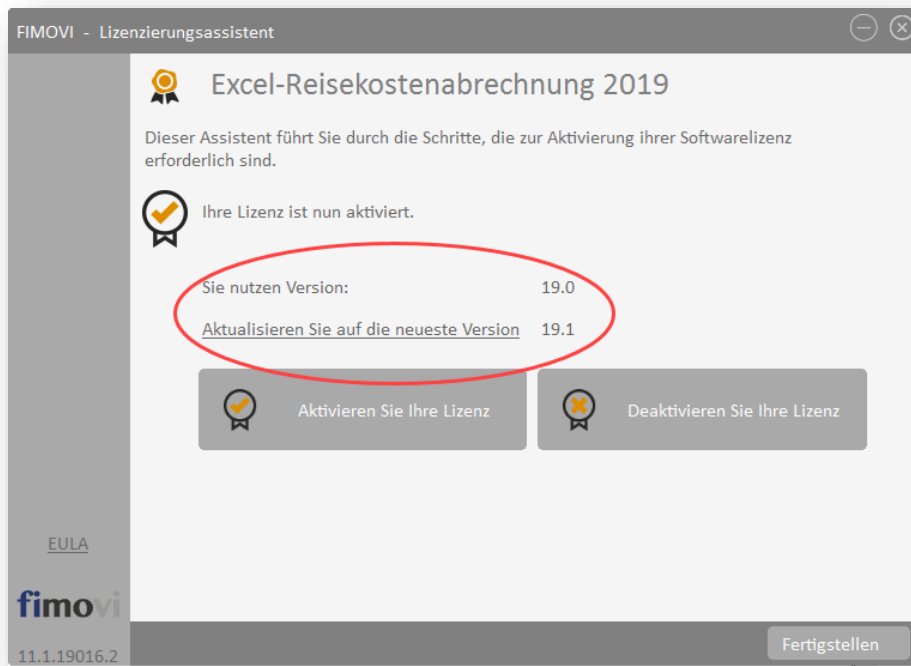 FIMOVI - Lizenzierungsassistent
Excel-Reisekostenabrechnung 2019
Dieser Assistent führt Sie durch die Schritte, die zur Aktivierung ihrer Softwarelizenz
erforderlich sind.
Ihre Lizenz ist nun aktiviert.
Sie nutzen Version: 19.0
Aktualisieren Sie auf die neueste Version 19.1
Aktivieren Sie Ihre Lizenz
Deaktivieren Sie Ihre Lizenz
EULA
fimovi
11.1.19016.2
Fertigstellen